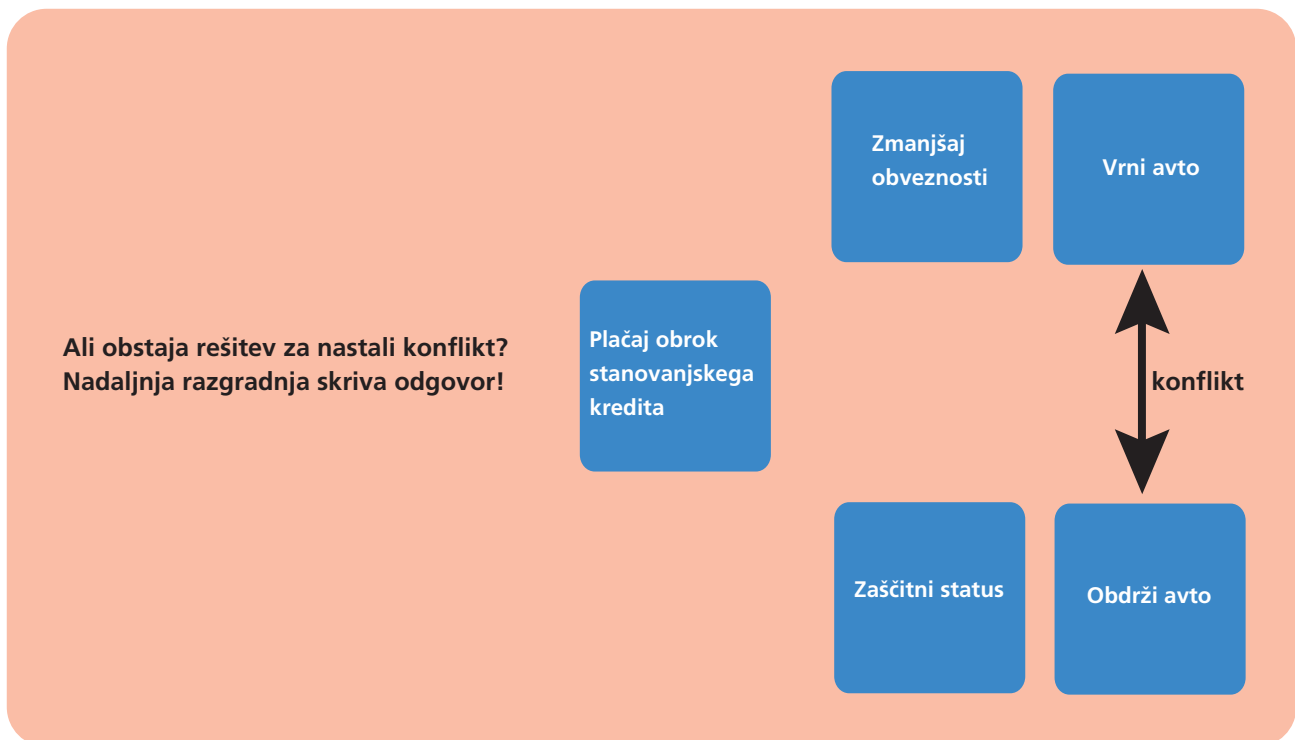 Zmanjšaj
obveznosti
Vrni avto
Ali obstaja rešitev za nastali konflikt?
Nadaljnja razgradnja skriva odgovor!
Plačaj obrok
stanovanjskega
kredita
konflikt
Zaščitni status
Obdrži avto